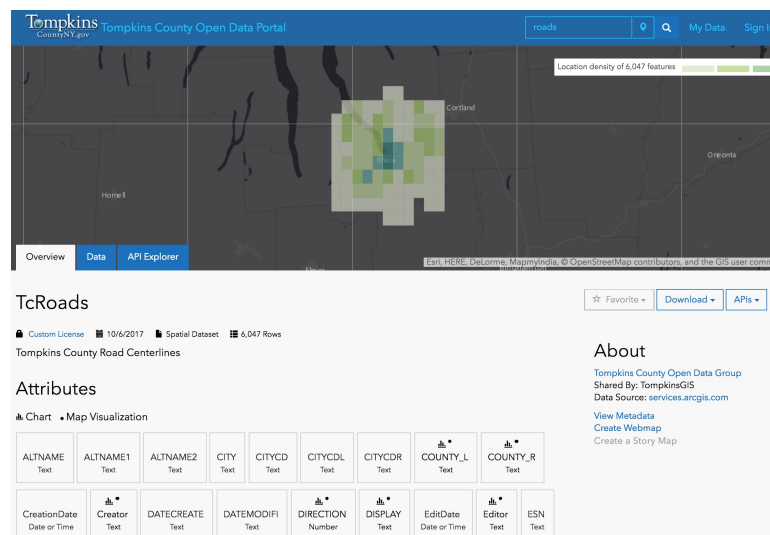 Tompkins
CountyNY.gov
Tompkins County Open Data Portal
roads
My Data
Sign I
Location density of 6,047 features
Cortland
Ithaca
Oneonta
Hornell
Overview
Data
API Explorer
Esri, HERE, DeLorme, MapmyIndia, © OpenStreetMap contributors, and the GIS user comm
TcRoads
☆ Favorite
Download
APIs
Custom License 10/6/2017 Spatial Dataset 6,047 Rows
Tompkins County Road Centerlines
About
Tompkins County Open Data Group
Shared By: TompkinsGIS
Data Source: services.arcgis.com
View Metadata
Create Webmap
Create a Story Map
Attributes
Chart • Map Visualization
ALTNAME
Text
ALTNAME1
Text
ALTNAME2
Text
CITY
Text
CITYCD
Text
CITYCDL
Text
CITYCDR
Text
COUNTY_L
Text
COUNTY_R
Text
CreationDate
Date or Time
Creator
Text
DATECREATE
Text
DATEMODIFI
Text
DIRECTION
Number
DISPLAY
Text
EditDate
Date or Time
Editor
Text
ESN
Text